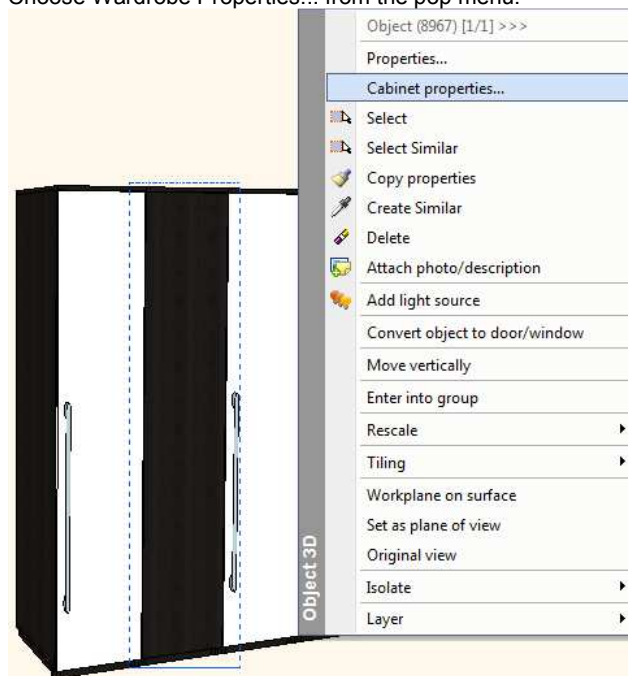 Choose Wardrobe Properties... from the pop menu.
Object (8967) [1/1] >>>
Properties...
Cabinet properties...
Select
Select Similar
Copy properties
Create Similar
Delete
Attach photo/description
Add light source
Convert object to door/window
Move vertically
Enter into group
Rescale
Tiling
Workplane on surface
Set as plane of view
Original view
Isolate
Layer
Object 3D